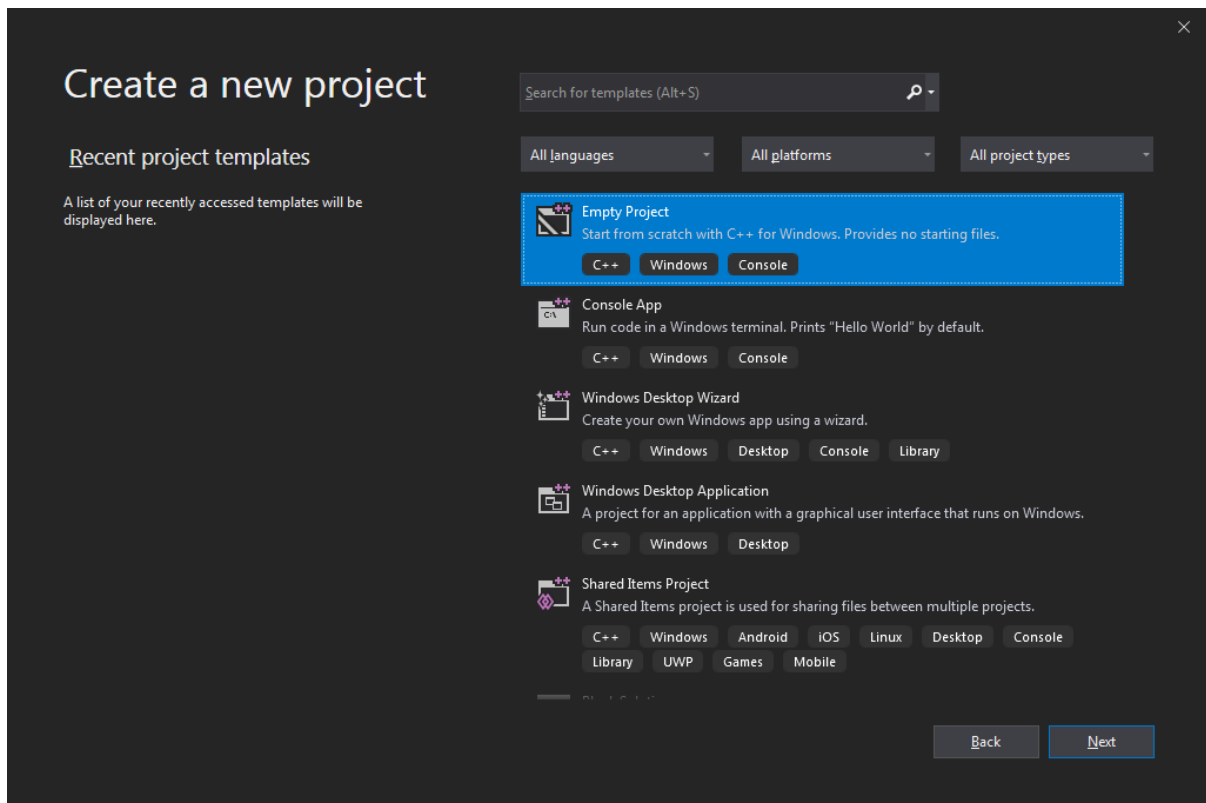 Create a new project
Search for templates (Alt+S)
Recent project templates
All languages
All platforms
All project types
A list of your recently accessed templates will be
displayed here.
Empty Project
Start from scratch with C++ for Windows. Provides no starting files.
C++ Windows Console
Console App
Run code in a Windows terminal. Prints "Hello World" by default.
C++ Windows Console
Windows Desktop Wizard
Create your own Windows app using a wizard.
C++ Windows Desktop Console Library
Windows Desktop Application
A project for an application with a graphical user interface that runs on Windows.
C++ Windows Desktop
Shared Items Project
A Shared Items project is used for sharing files between multiple projects.
C++ Windows Android iOS Linux Desktop Console
Library UWP Games Mobile
Back
Next